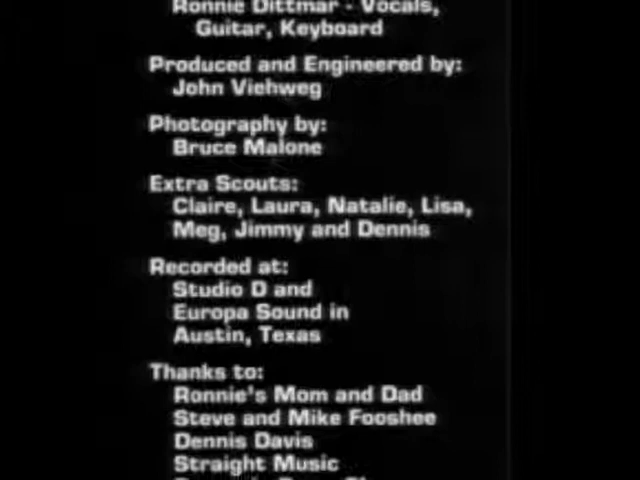 Ronnie Dittmar - Vocals,
Guitar, Keyboard
Produced and Engineered by:
John Viehweg
Photography by:
Bruce Malone
Extra Scouts:
Claire, Laura, Natalie, Lisa,
Meg, Jimmy and Dennis
Recorded at:
Studio D and
Europa Sound in
Austin, Texas
Thanks to:
Ronnie's Mom and Dad
Steve and Mike Fooshee
Dennis Davis
Straight Music